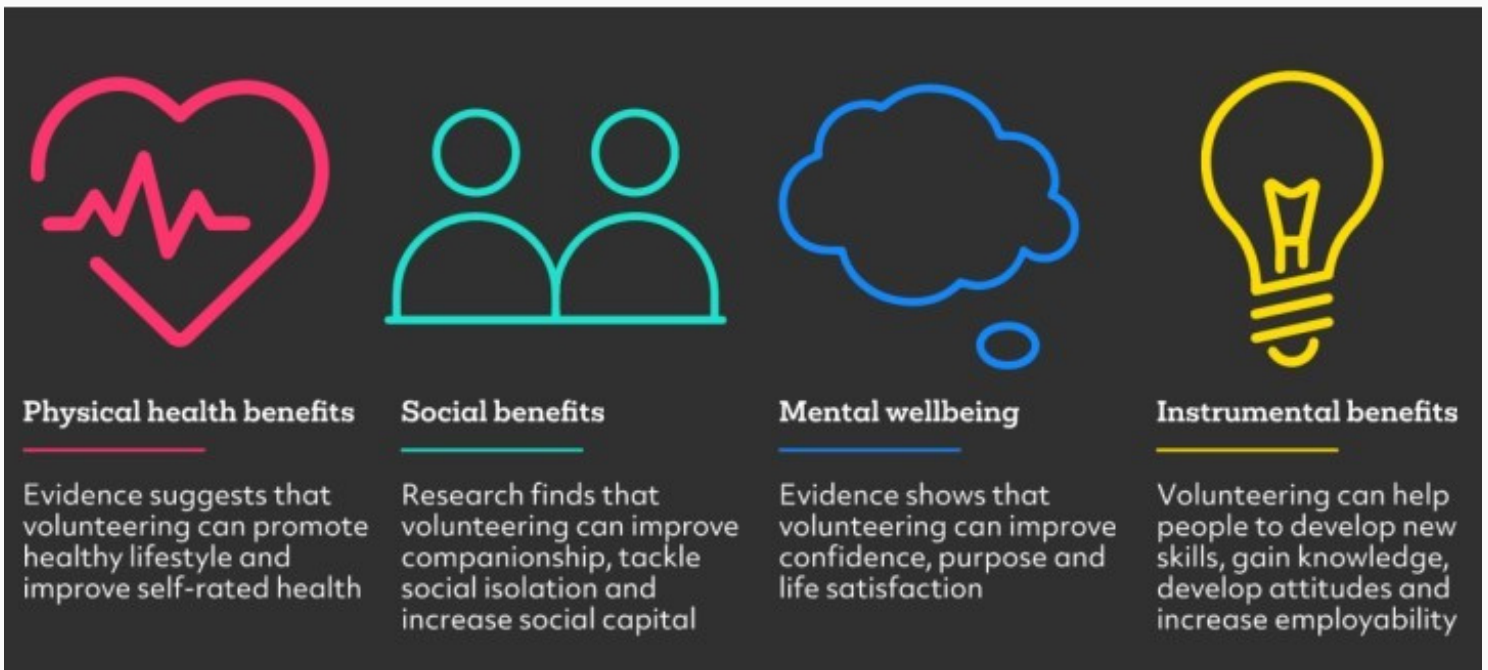 Physical health benefits
Evidence suggests that
volunteering can promote
healthy lifestyle and
improve self-rated health
Social benefits
Research finds that
volunteering can improve
companionship, tackle
social isolation and
increase social capital
Mental wellbeing
Evidence shows that
volunteering can improve
confidence, purpose and
life satisfaction
Instrumental benefits
Volunteering can help
people to develop new
skills, gain knowledge,
develop attitudes and
increase employability